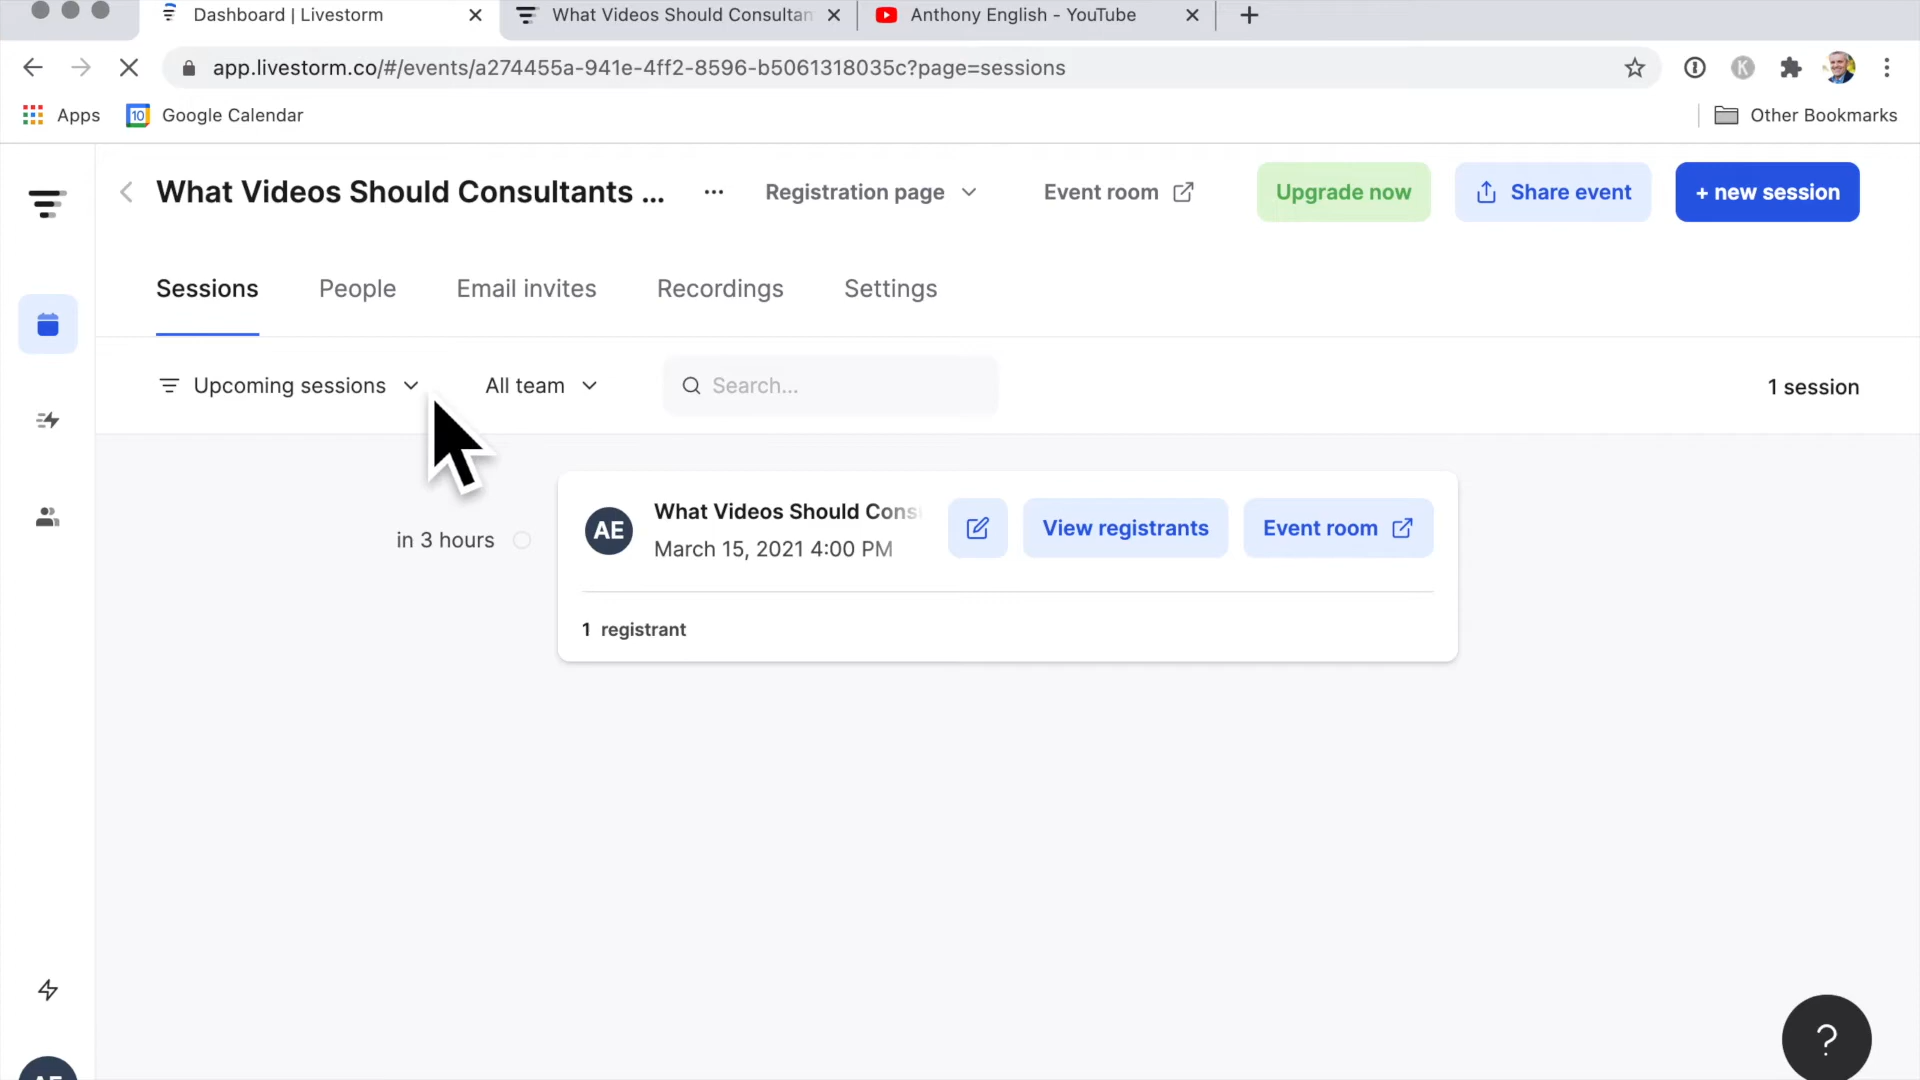 Dashboard | Livestorm
What Videos Should Consultan
Anthony English - YouTube
app.livestorm.co/#/events/a274455a-941e-4ff2-8596-b5061318035c?page=sessions
K
Apps
10
Google Calendar
Other Bookmarks
What Videos Should Consultants ...
Registration page
Event room
Upgrade now
Share event
+ new session
Sessions
People
Email invites
Recordings
Settings
Upcoming sessions
All team
Search...
1 session
in 3 hours
AE
What Videos Should Cons
March 15, 2021 4:00 PM
View registrants
Event room
1 registrant
AE
?